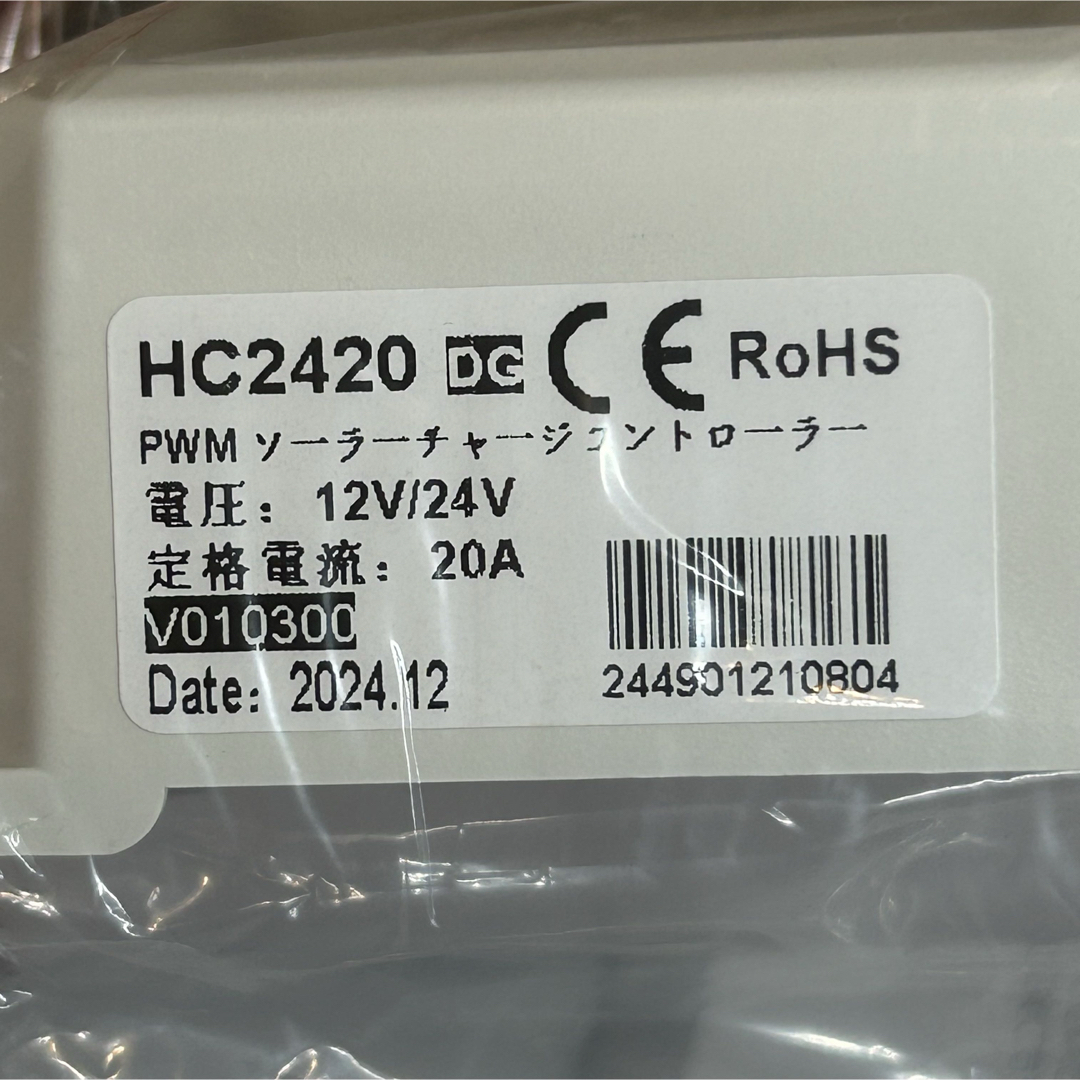 HC2420 DG CE RoHS
PWM ソーラーチャージコントローラー
電圧： 12V/24V
定格電流： 20A
V010300
Date: 2024.12
244901210804